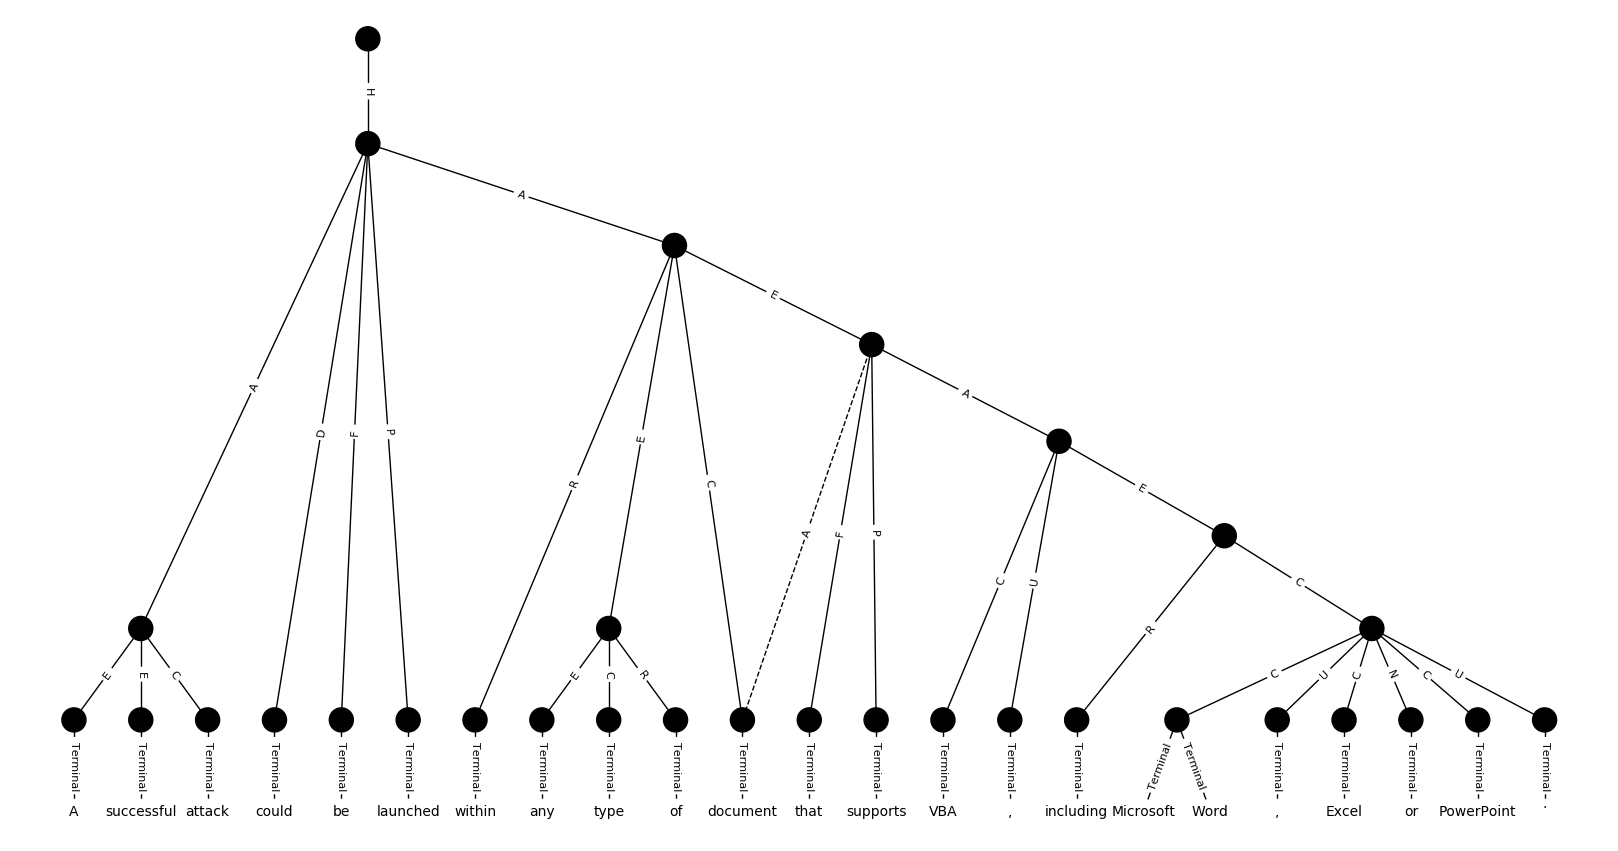 H
A
A
E
A
D
F
P
A
R
E
C
E
A
F
P
C
U
R
C
E
E
C
E
C
R
C
U
C
N
C
U
Terminal Terminal Terminal Terminal Terminal Terminal Terminal Terminal Terminal Terminal Terminal Terminal Terminal Terminal Terminal Terminal Terminal Terminal Terminal Terminal Terminal Terminal Terminal
A successful attack could be launched within any type of document that supports VBA , including Microsoft Word , Excel or PowerPoint .